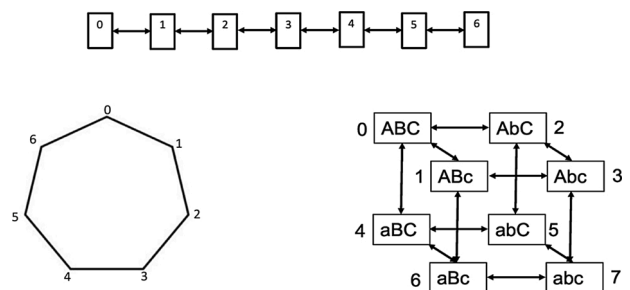 0 1 2 3 4 5 6
0
6 1
5 2
4 3
0 ABC AbC 2
1 ABc Abc 3
4 aBC abC 5
6 aBc abc 7